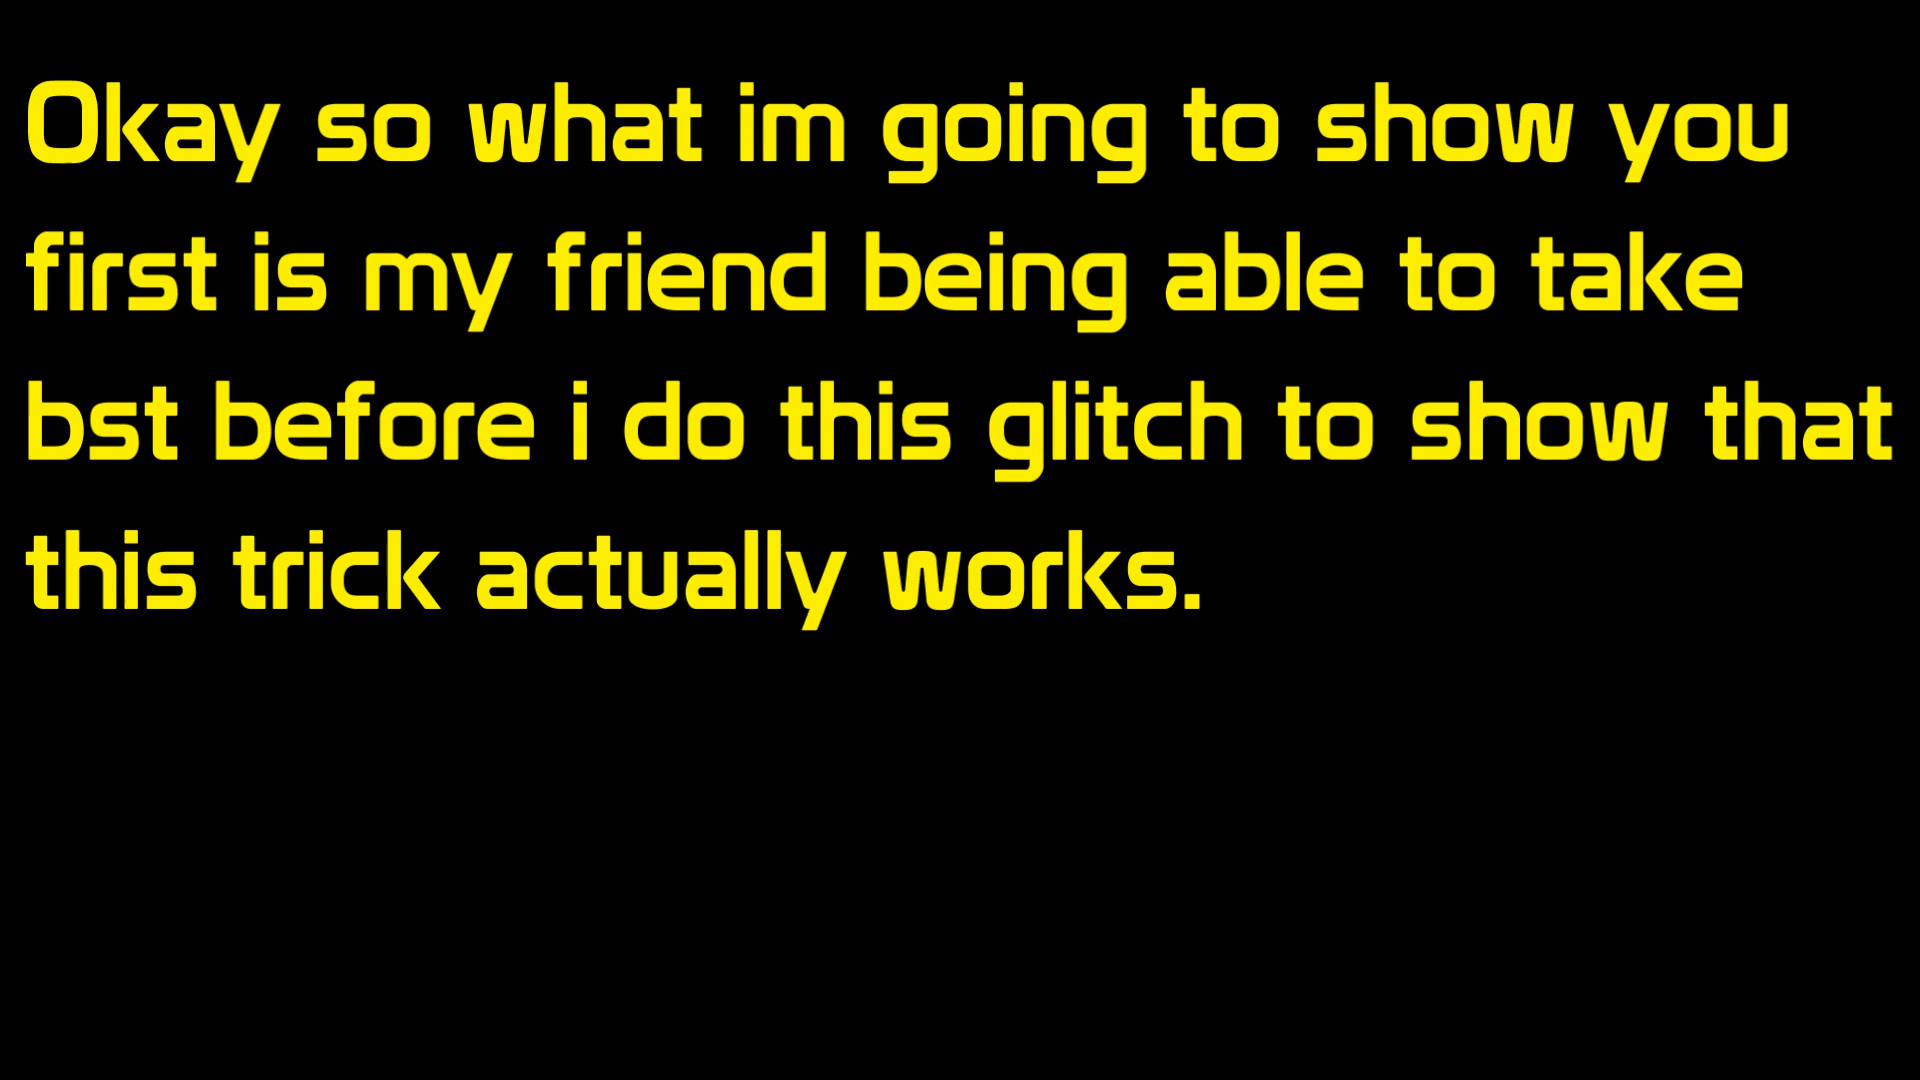 Okay so what im going to show you
first is my friend being able to take
bst before i do this glitch to show that
this trick actually works.